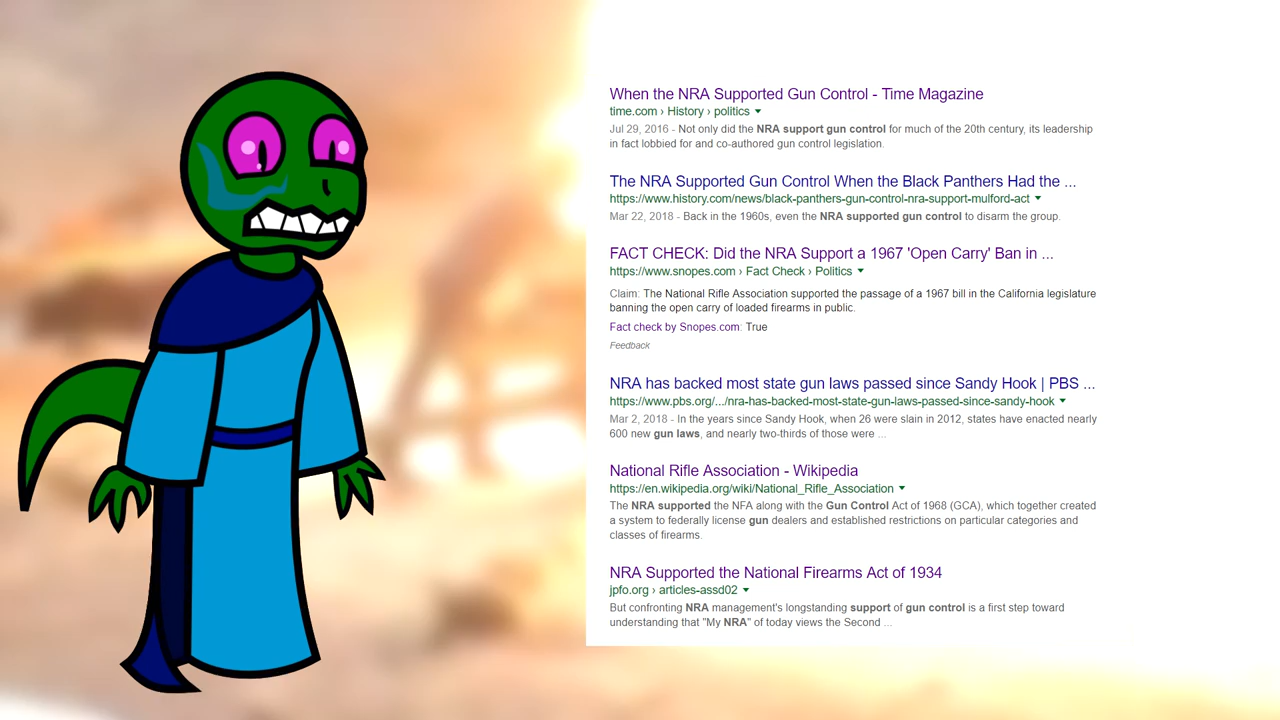 When the NRA Supported Gun Control - Time Magazine
time.com › History › politics
Jul 29, 2016 - Not only did the NRA support gun control for much of the 20th century, its leadership
in fact lobbied for and co-authored gun control legislation.
The NRA Supported Gun Control When the Black Panthers Had the ...
https://www.history.com/news/black-panthers-gun-control-nra-support-mulford-act
Mar 22, 2018 - Back in the 1960s, even the NRA supported gun control to disarm the group.
FACT CHECK: Did the NRA Support a 1967 'Open Carry' Ban in ...
https://www.snopes.com › Fact Check › Politics
Claim: The National Rifle Association supported the passage of a 1967 bill in the California legislature
banning the open carry of loaded firearms in public.
Fact check by Snopes.com: True
Feedback
NRA has backed most state gun laws passed since Sandy Hook | PBS ...
https://www.pbs.org/.../nra-has-backed-most-state-gun-laws-passed-since-sandy-hook
Mar 2, 2018 - In the years since Sandy Hook, when 26 were slain in 2012, states have enacted nearly
600 new gun laws, and nearly two-thirds of those were ...
National Rifle Association - Wikipedia
https://en.wikipedia.org/wiki/National_Rifle_Association
The NRA supported the NFA along with the Gun Control Act of 1968 (GCA), which together created
a system to federally license gun dealers and established restrictions on particular categories and
classes of firearms.
NRA Supported the National Firearms Act of 1934
jpfo.org › articles-assd02
But confronting NRA management's longstanding support of gun control is a first step toward
understanding that "My NRA" of today views the Second ...